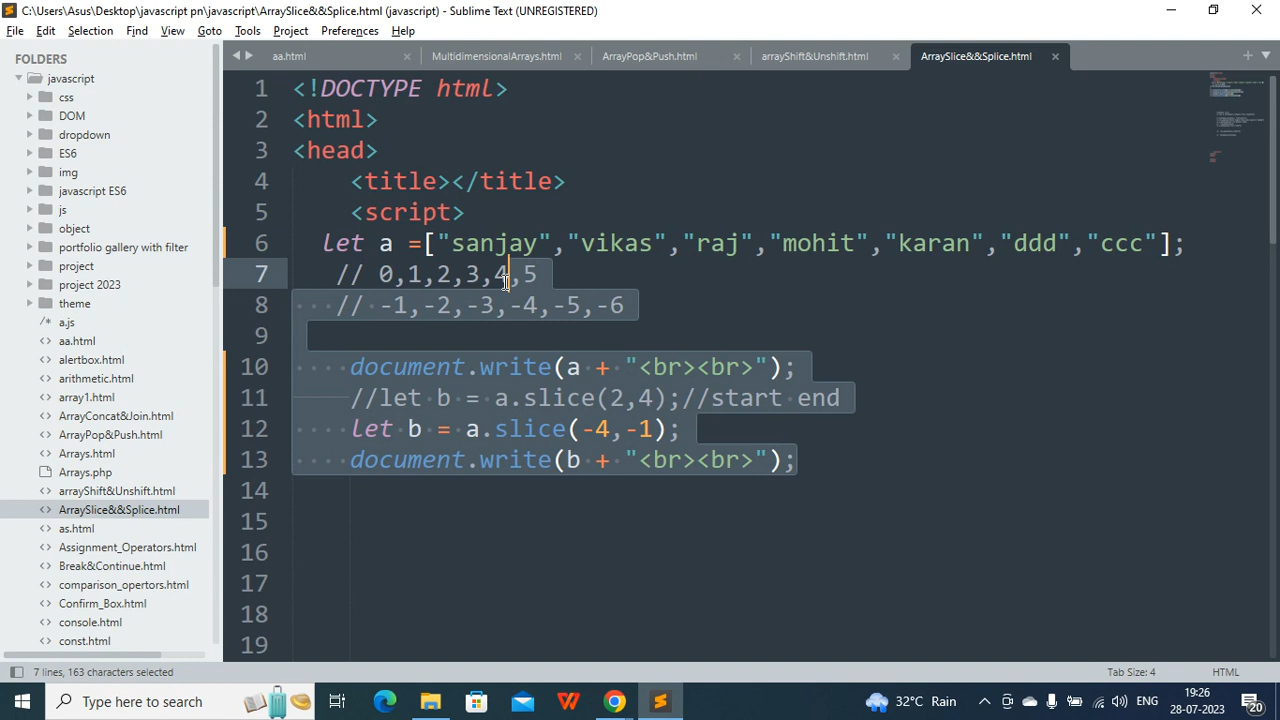 C:\Users\Asus\Desktop\javascript pn\javascript\ArraySlice&&Splice.html (javascript) - Sublime Text (UNREGISTERED)
File Edit Selection Find View Goto Tools Project Preferences Help
FOLDERS
javascript
css
DOM
dropdown
ES6
img
javascript ES6
js
object
portfolio gallery with filter
project
project 2023
theme
a.js
aa.html
alertbox.html
arithmetic.html
array1.html
ArrayConcat&Join.html
ArrayPop&Push.html
Arrays.html
Arrays.php
arrayShift&Unshift.html
ArraySlice&&Splice.html
as.html
Assignment_Operators.html
Break&Continue.html
comparison_opertors.html
Confirm_Box.html
console.html
const.html
aa.html MultidimensionalArrays.html ArrayPop&Push.html arrayShift&Unshift.html ArraySlice&&Splice.html
1 <!DOCTYPE html>
2 <html>
3 <head>
4 <title></title>
5 <script>
6 let a =["sanjay","vikas","raj","mohit","karan","ddd","ccc"];
7 // 0,1,2,3,4,5
8 // -1,-2,-3,-4,-5,-6
9
10 document.write(a + "<br><br>");
11 //let b = a.slice(2,4);//start end
12 let b = a.slice(-4,-1);
13 document.write(b + "<br><br>");
14
15
16
17
18
19
7 lines, 163 characters selected Tab Size: 4 HTML
Type here to search 32°C Rain ENG 19:26 28-07-2023 20